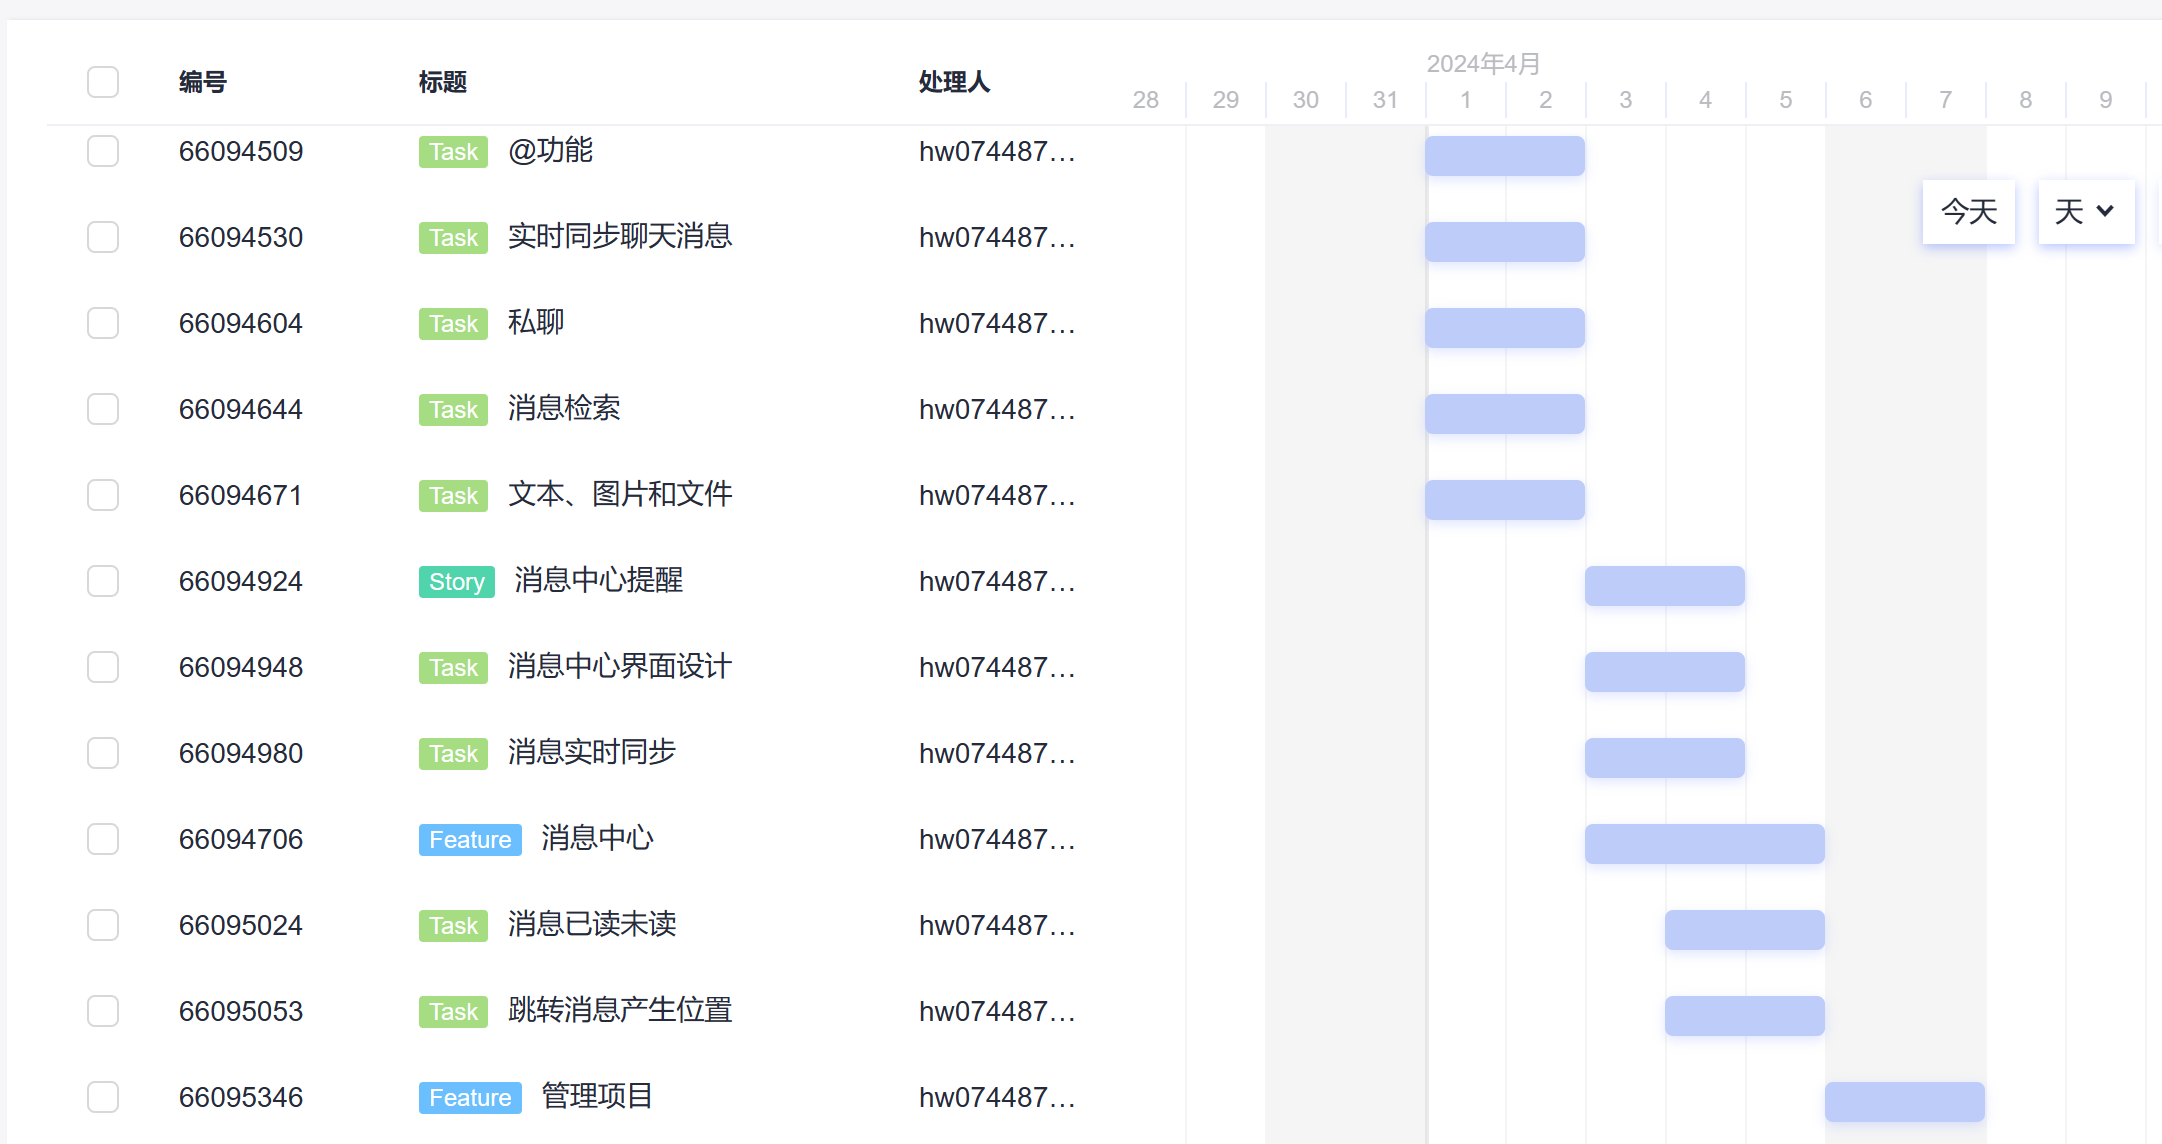 2024年4月
编号 标题 处理人 28 29 30 31 1 2 3 4 5 6 7 8 9
66094509 Task @功能 hw074487...
今天 天
66094530 Task 实时同步聊天消息 hw074487...
66094604 Task 私聊 hw074487...
66094644 Task 消息检索 hw074487...
66094671 Task 文本、图片和文件 hw074487...
66094924 Story 消息中心提醒 hw074487...
66094948 Task 消息中心界面设计 hw074487...
66094980 Task 消息实时同步 hw074487...
66094706 Feature 消息中心 hw074487...
66095024 Task 消息已读未读 hw074487...
66095053 Task 跳转消息产生位置 hw074487...
66095346 Feature 管理项目 hw074487...